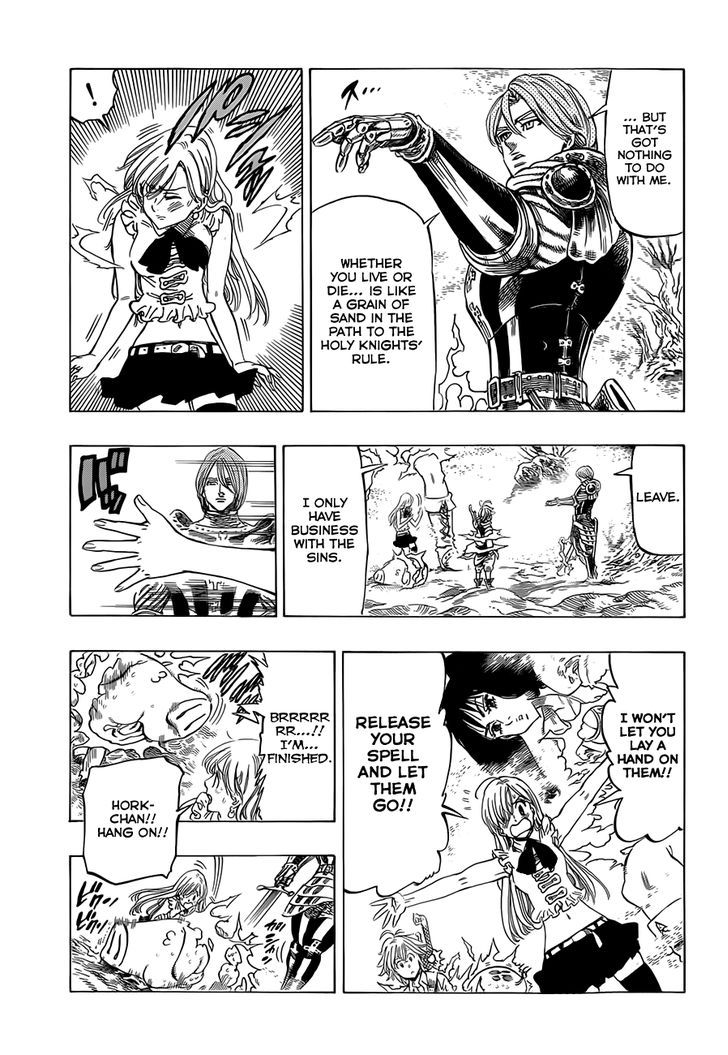 ... BUT
THAT'S
GOT
NOTHING
TO DO
WITH ME.
WHETHER
YOU LIVE OR
DIE... IS LIKE
A GRAIN OF
SAND IN THE
PATH TO THE
HOLY KNIGHTS'
RULE.
!
LEAVE.
I ONLY
HAVE
BUSINESS
WITH THE
SINS.
I WON'T
LET YOU LAY
A HAND ON
THEM!!
RELEASE
YOUR
SPELL
AND LET
THEM
GO!!
BRRRRR
RR...!!
I'M...
FINISHED.
HORK-
CHAN!!
HANG ON!!